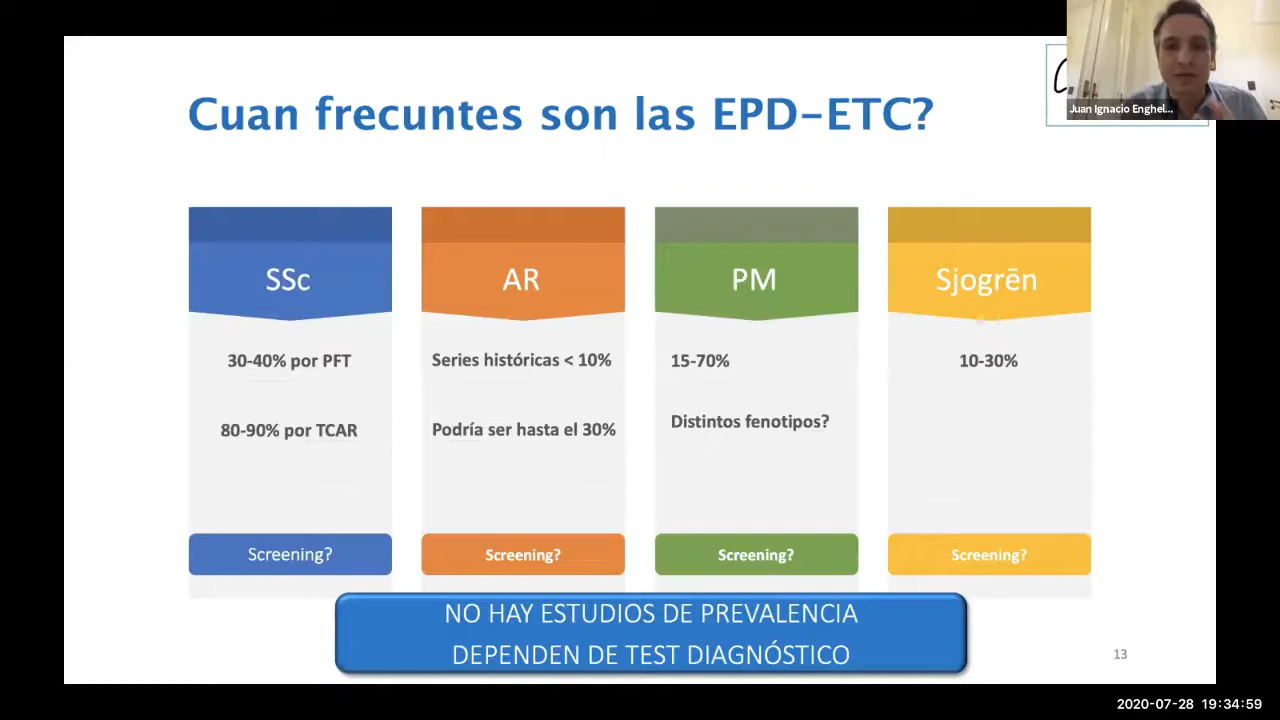 Juan Ignacio Enghel...
Cuan frecuntes son las EPD-ETC?
SSc
30-40% por PFT
80-90% por TCAR
Screening?
AR
Series históricas < 10%
Podría ser hasta el 30%
Screening?
PM
15-70%
Distintos fenotipos?
Screening?
Sjogrēn
10-30%
Screening?
NO HAY ESTUDIOS DE PREVALENCIA
DEPENDEN DE TEST DIAGNÓSTICO
13
2020-07-28 19:34:59